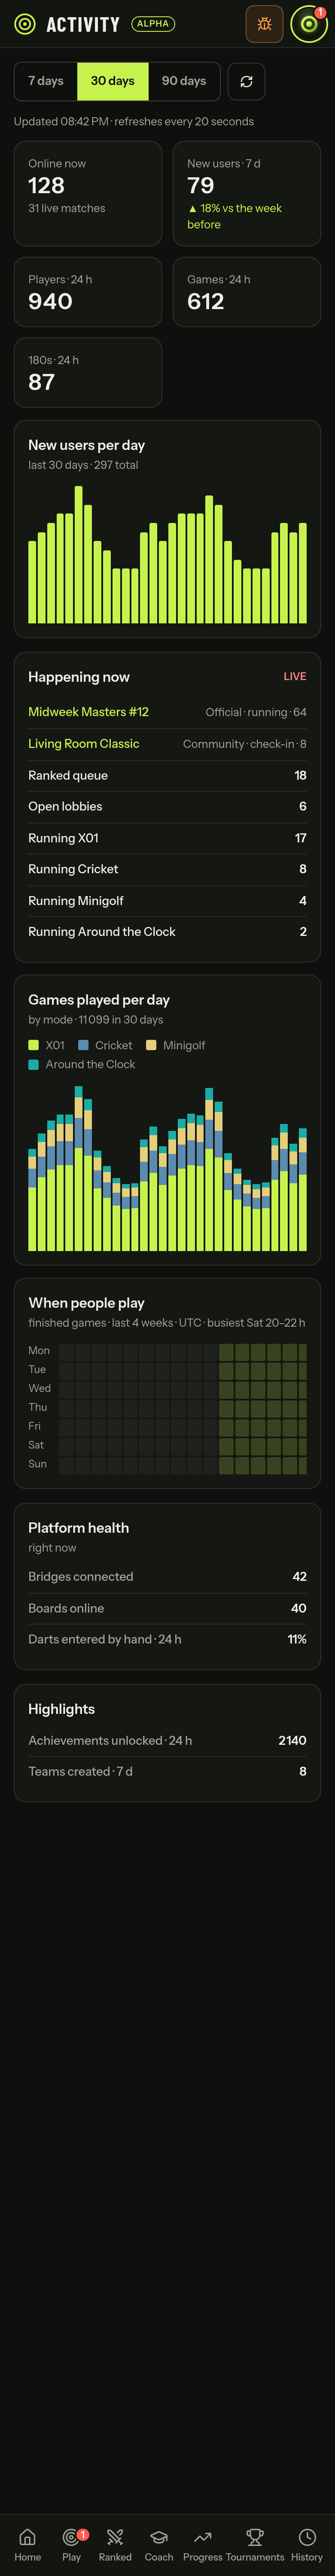 ACTIVITY ALPHA 1
7 days 30 days 90 days
Updated 08:42 PM · refreshes every 20 seconds
Online now
128
31 live matches
New users · 7 d
79
▲ 18% vs the week
before
Players · 24 h
940
Games · 24 h
612
180s · 24 h
87
New users per day
last 30 days · 297 total
Happening now LIVE
Midweek Masters #12 Official · running · 64
Living Room Classic Community · check-in · 8
Ranked queue 18
Open lobbies 6
Running X01 17
Running Cricket 8
Running Minigolf 4
Running Around the Clock 2
Games played per day
by mode · 11 099 in 30 days
X01 Cricket Minigolf
Around the Clock
When people play
finished games · last 4 weeks · UTC · busiest Sat 20–22 h
Mon
Tue
Wed
Thu
Fri
Sat
Sun
Platform health
right now
Bridges connected 42
Boards online 40
Darts entered by hand · 24 h 11%
Highlights
Achievements unlocked · 24 h 2 140
Teams created · 7 d 8
1
Home Play Ranked Coach Progress Tournaments History